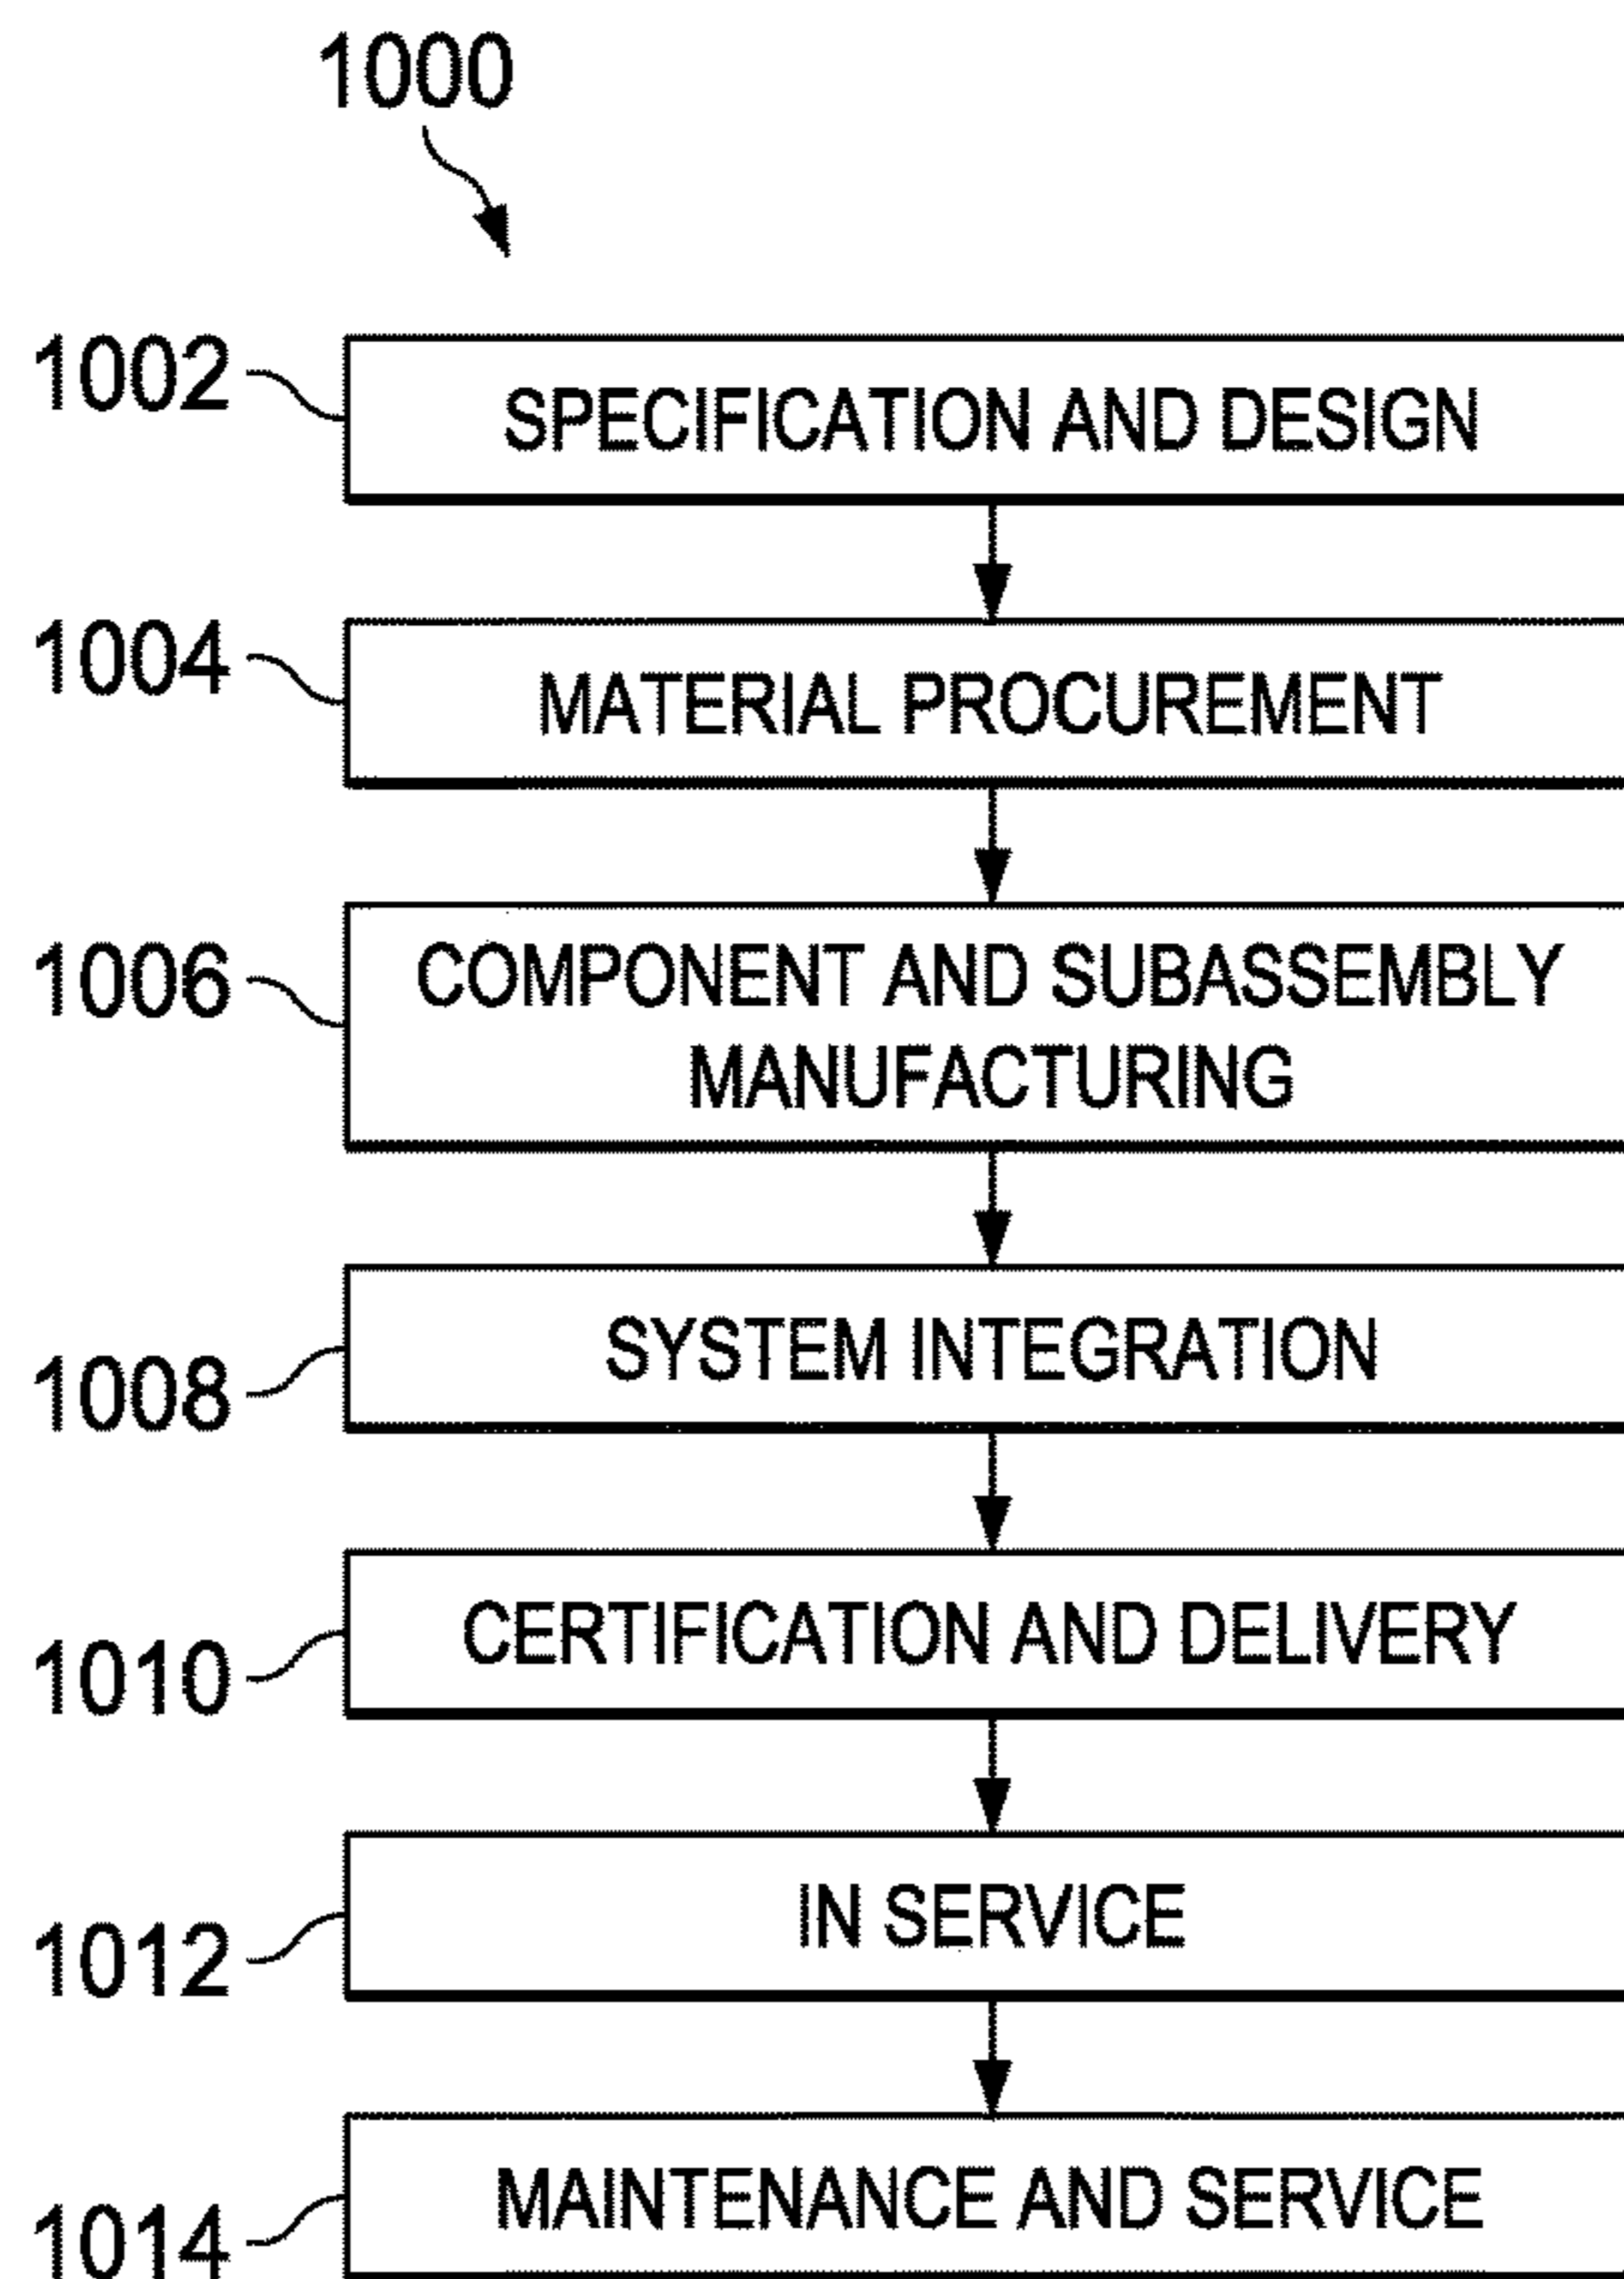 1000
1002 SPECIFICATION AND DESIGN
1004 MATERIAL PROCUREMENT
1006 COMPONENT AND SUBASSEMBLY
MANUFACTURING
1008 SYSTEM INTEGRATION
1010 CERTIFICATION AND DELIVERY
1012 IN SERVICE
1014 MAINTENANCE AND SERVICE